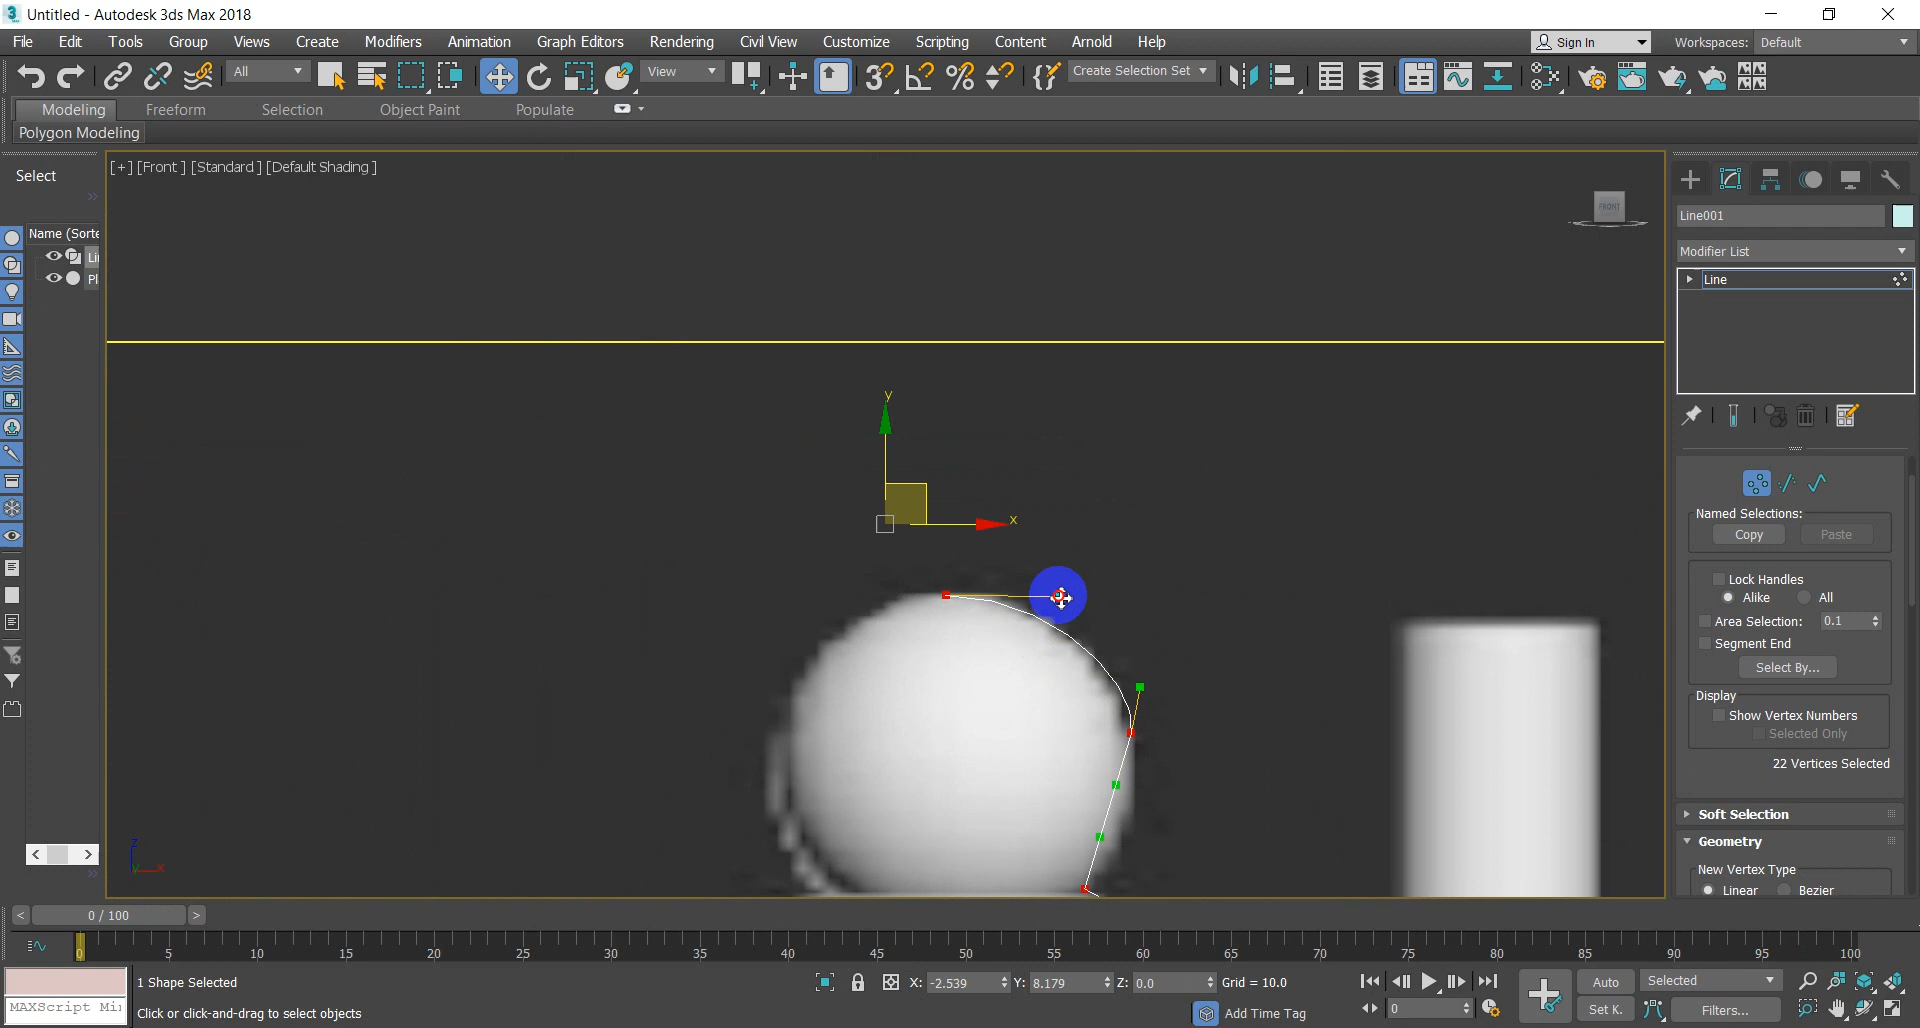 Untitled - Autodesk 3ds Max 2018
File Edit Tools Group Views Create Modifiers Animation Graph Editors Rendering Civil View Customize Scripting Content Arnold Help
Sign In Workspaces: Default
All View Create Selection Set
Modeling Freeform Selection Object Paint Populate
Polygon Modeling
Select
[+] [Front ] [Standard ] [Default Shading ]
FRONT
Name (Sorte
Li
Pl
y
x
z
x
Line001
Modifier List
Line
Named Selections:
Copy Paste
Lock Handles
Alike All
Area Selection: 0.1
Segment End
Select By...
Display
Show Vertex Numbers
Selected Only
22 Vertices Selected
Soft Selection
Geometry
New Vertex Type
Linear Bezier
0 / 100
0 5 10 15 20 25 30 35 40 45 50 55 60 65 70 75 80 85 90 95 100
1 Shape Selected
X: -2.539 Y: 8.179 Z: 0.0 Grid = 10.0
Auto Selected
MAXScript Mi
Click or click-and-drag to select objects
Add Time Tag
0
Set K. Filters...